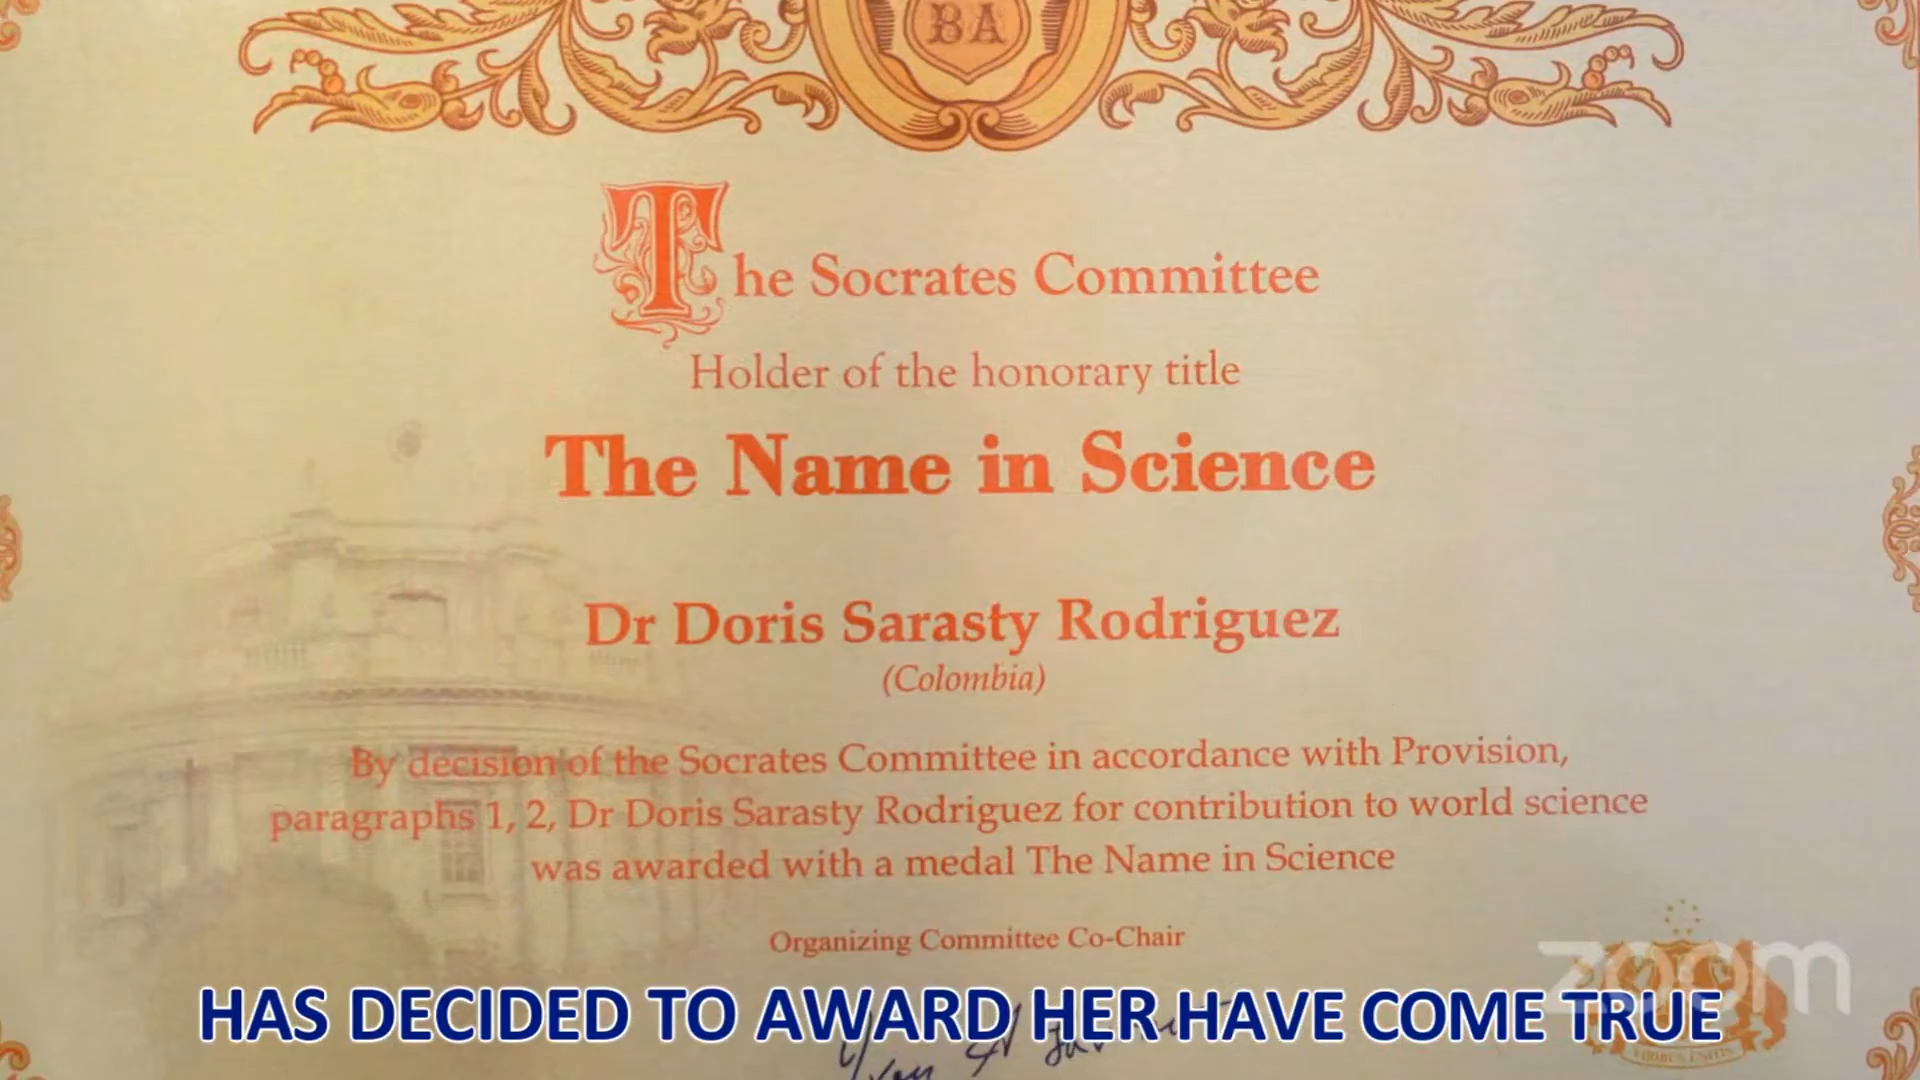 BA
The Socrates Committee
Holder of the honorary title
The Name in Science
Dr Doris Sarasty Rodriguez
(Colombia)
By decision of the Socrates Committee in accordance with Provision,
paragraphs 1, 2, Dr Doris Sarasty Rodriguez for contribution to world science
was awarded with a medal The Name in Science
Organizing Committee Co-Chair
zoom
HAS DECIDED TO AWARD HER HAVE COME TRUE